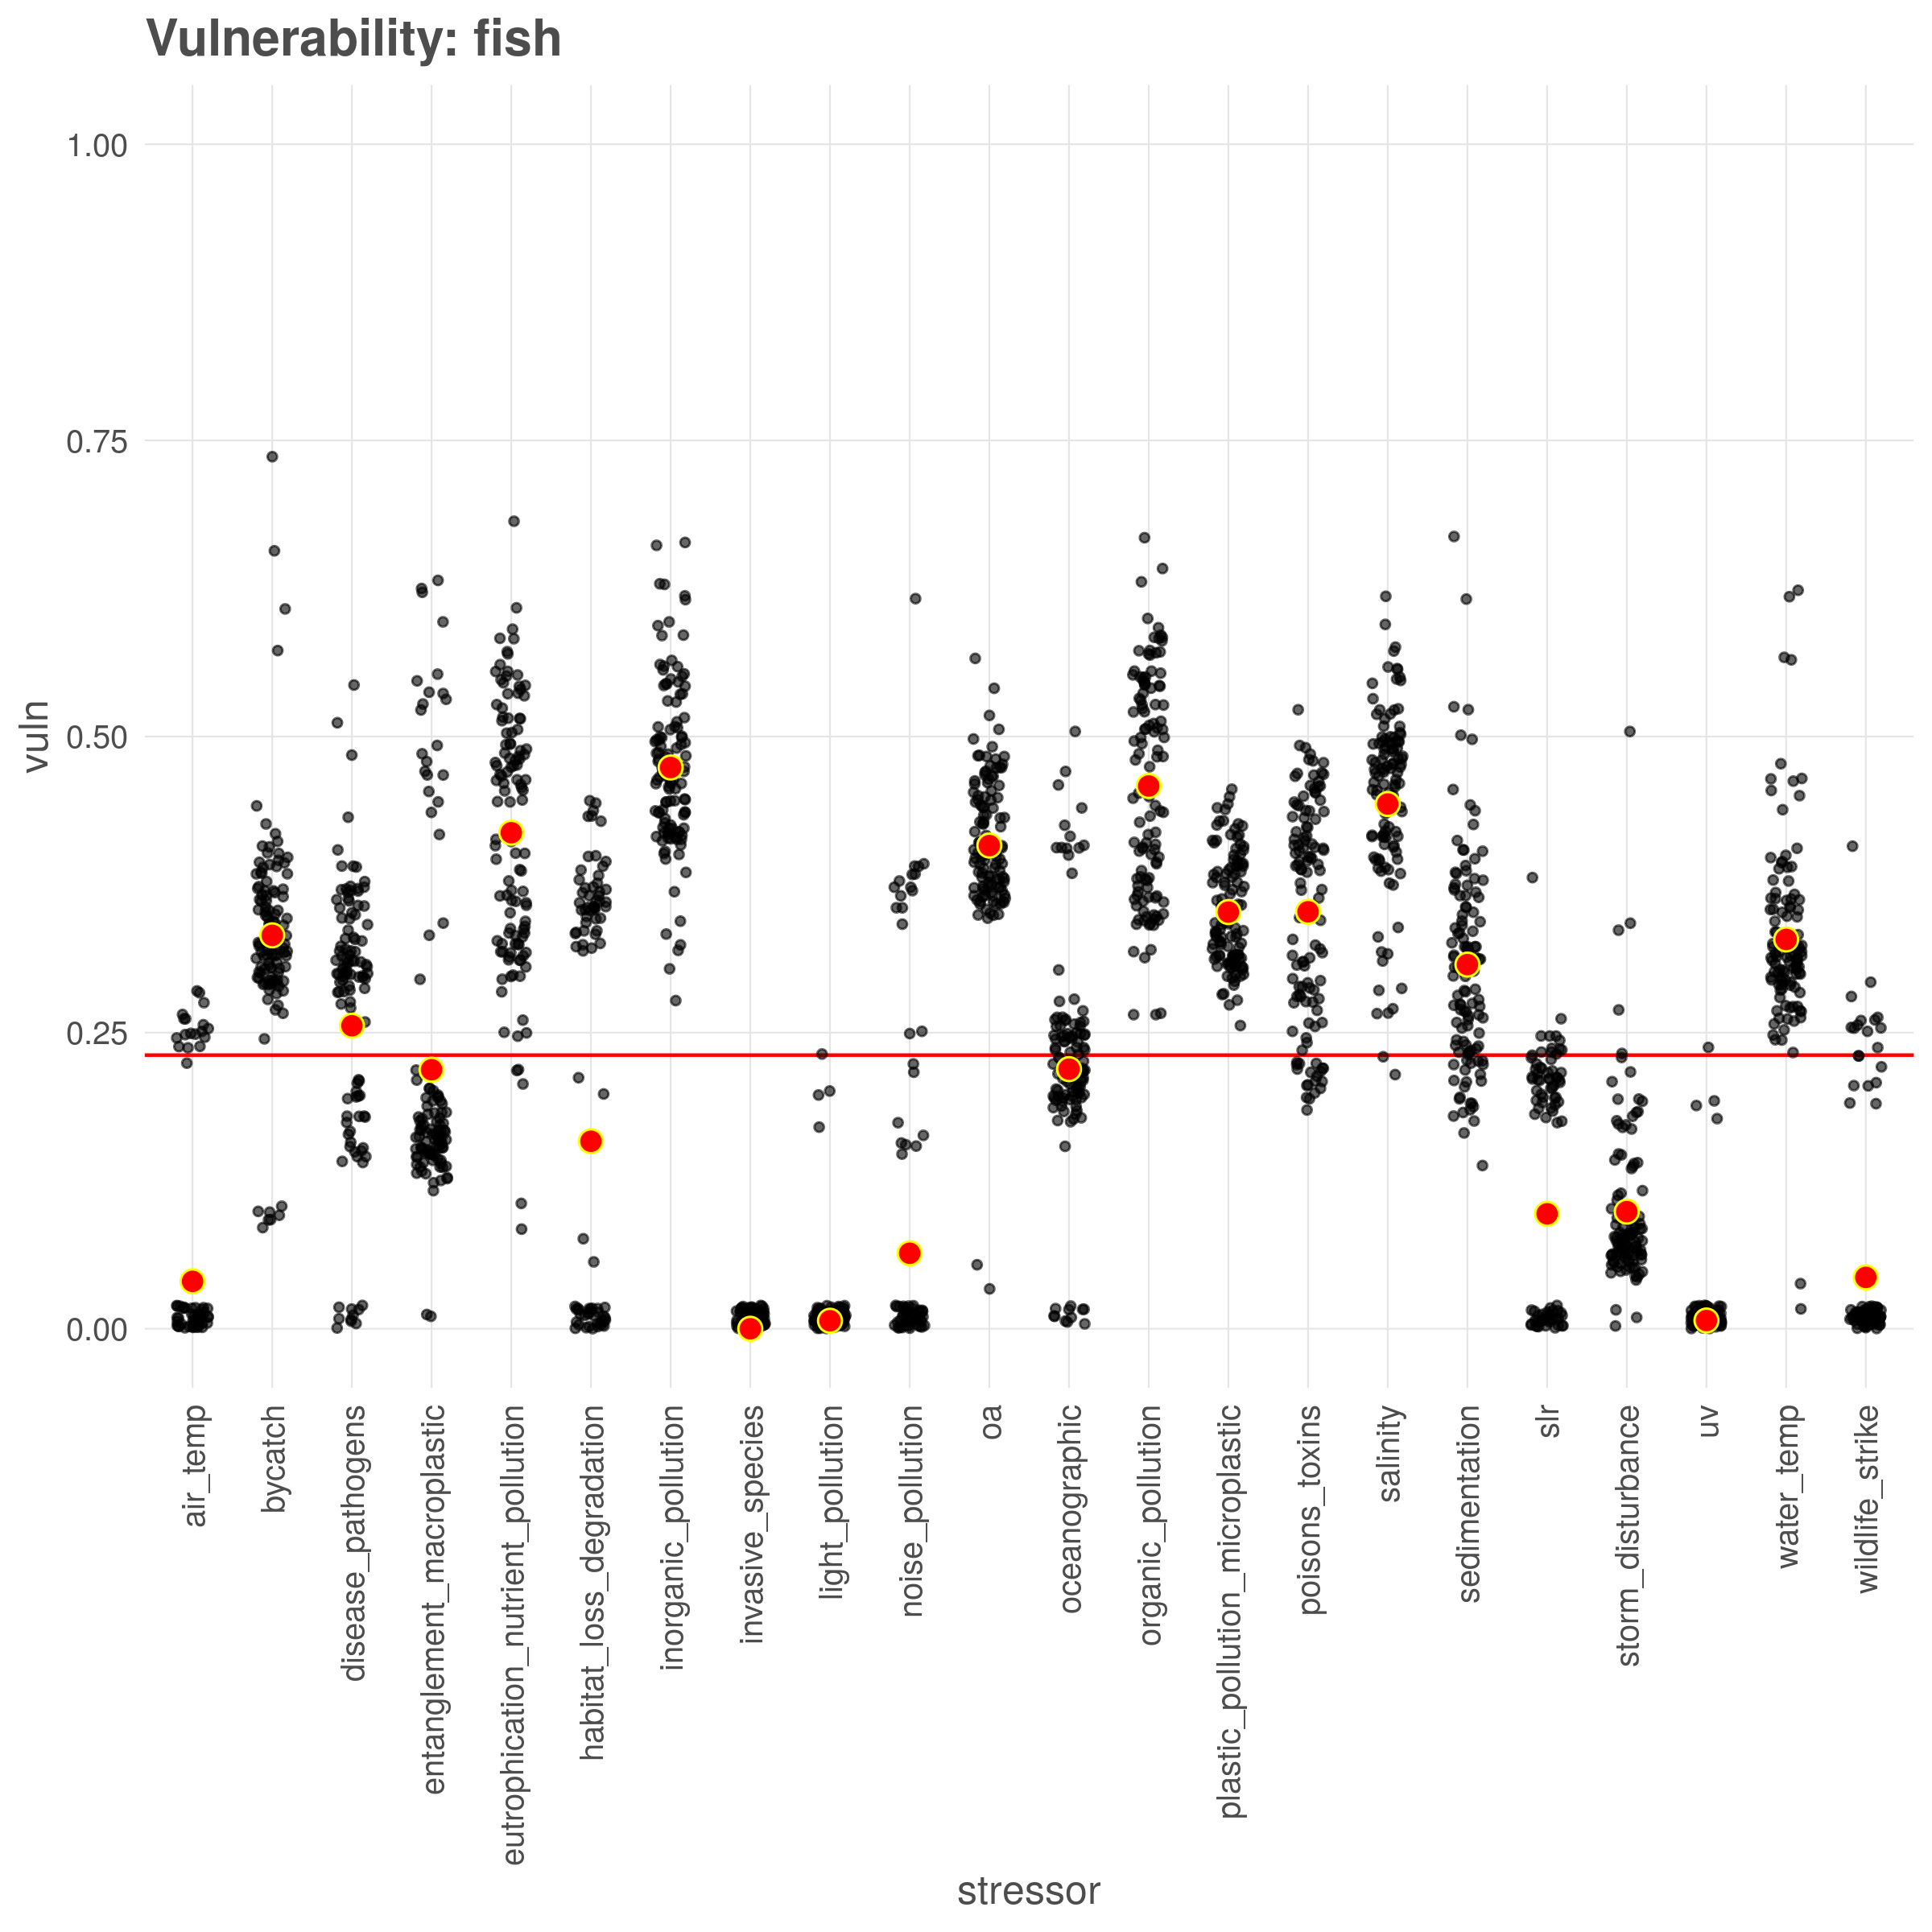 Vulnerability: fish
vuln
1.00
0.75
0.50
0.25
0.00
air_temp
bycatch
disease_pathogens
entanglement_macroplastic
eutrophication_nutrient_pollution
habitat_loss_degradation
inorganic_pollution
invasive_species
light_pollution
noise_pollution
oa
oceanographic
organic_pollution
plastic_pollution_microplastic
poisons_toxins
salinity
sedimentation
slr
storm_disturbance
uv
water_temp
wildlife_strike
stressor